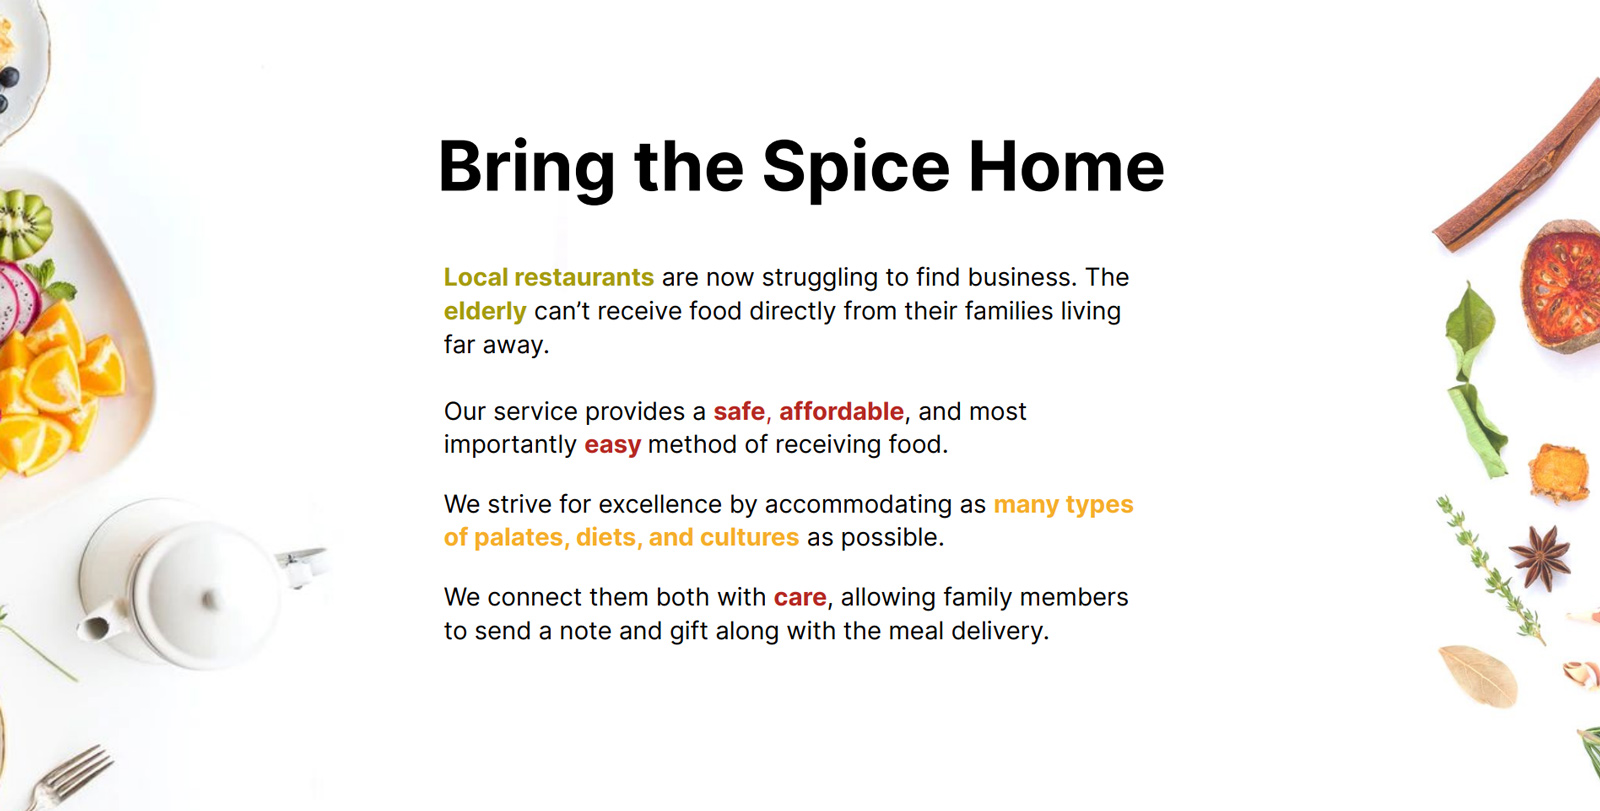 Bring the Spice Home
Local restaurants are now struggling to find business. The
elderly can’t receive food directly from their families living
far away.
Our service provides a safe, affordable, and most
importantly easy method of receiving food.
We strive for excellence by accommodating as many types
of palates, diets, and cultures as possible.
We connect them both with care, allowing family members
to send a note and gift along with the meal delivery.